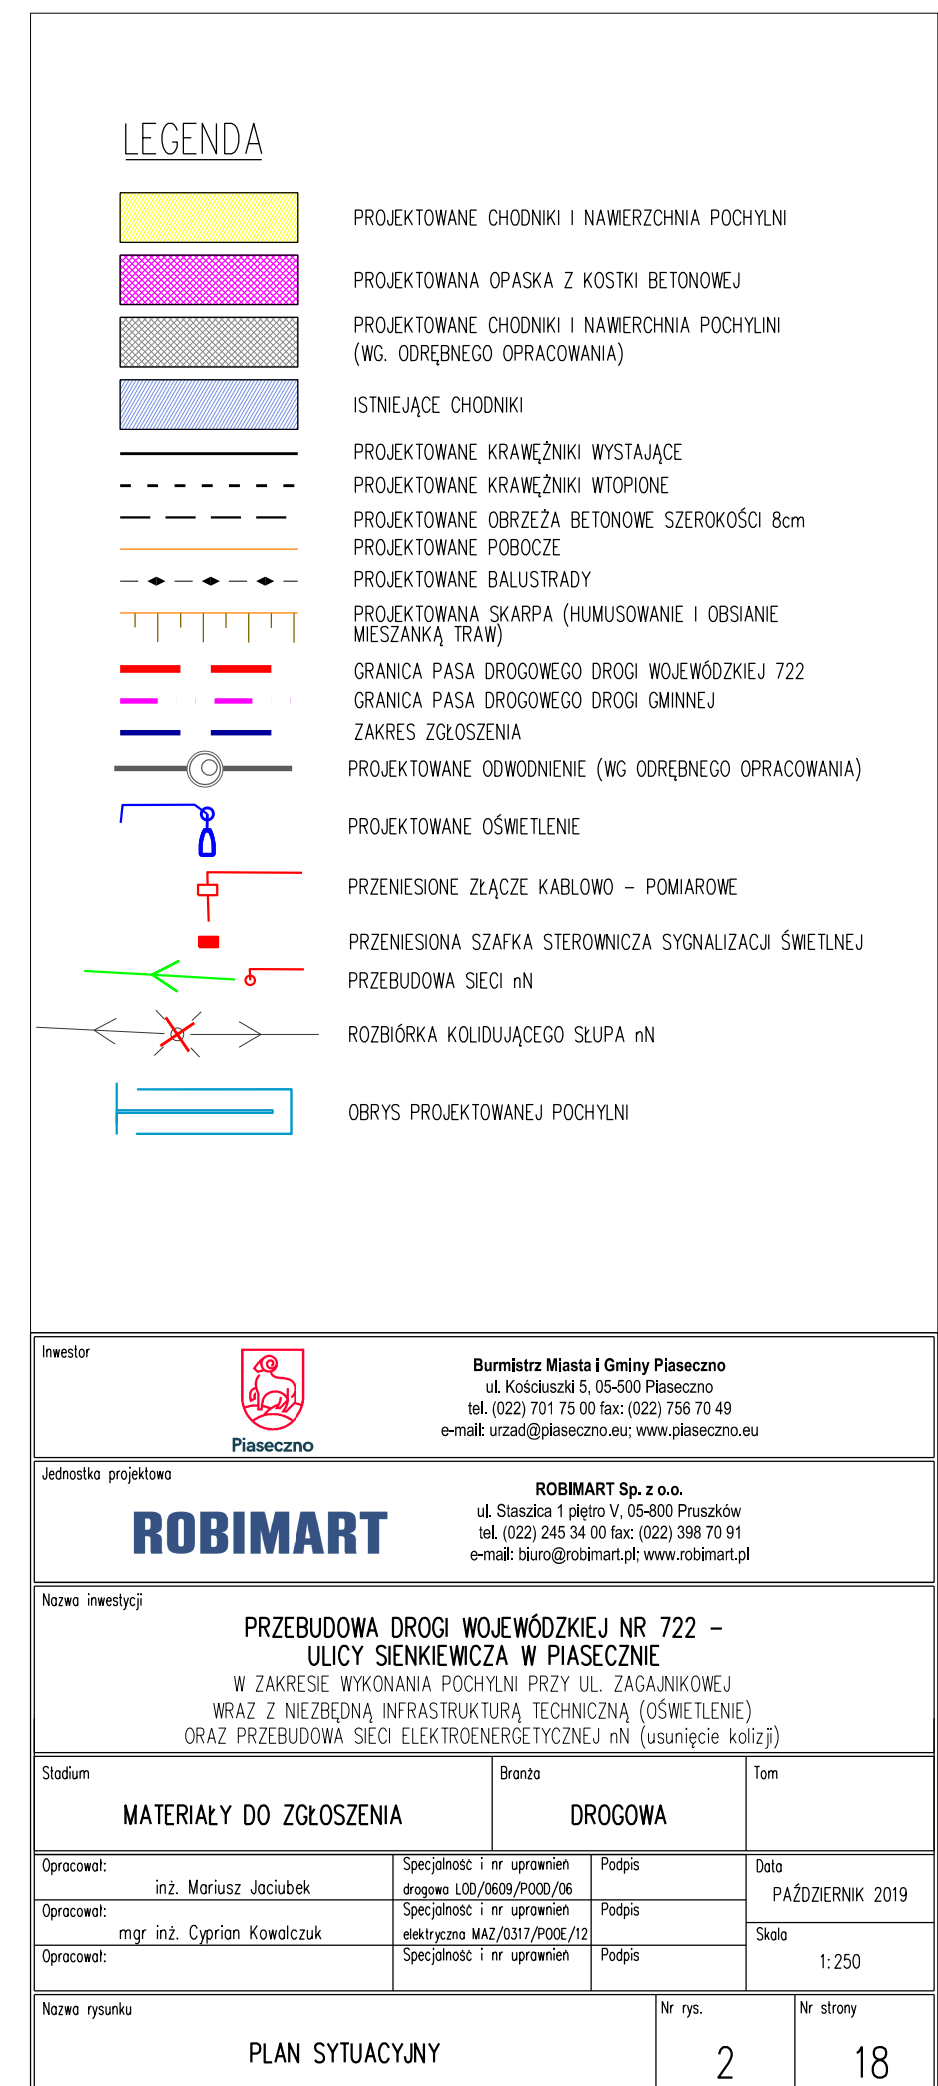 LEGENDA
PROJEKTOWANE CHODNIKI I NAWIERZCHNIA POCHYLNI
PROJEKTOWANA OPASKA Z KOSTKI BETONOWEJ
PROJEKTOWANE CHODNIKI I NAWIERCHNIA POCHYLINI
(WG. ODRĘBNEGO OPRACOWANIA)
ISTNIEJĄCE CHODNIKI
PROJEKTOWANE KRAWĘŻNIKI WYSTAJĄCE
PROJEKTOWANE KRAWĘŻNIKI WTOPIONE
PROJEKTOWANE OBRZEŻA BETONOWE SZEROKOŚCI 8cm
PROJEKTOWANE POBOCZE
PROJEKTOWANE BALUSTRADY
PROJEKTOWANA SKARPA (HUMUSOWANIE I OBSIANIE
MIESZANKĄ TRAW)
GRANICA PASA DROGOWEGO DROGI WOJEWÓDZKIEJ 722
GRANICA PASA DROGOWEGO DROGI GMINNEJ
ZAKRES ZGŁOSZENIA
PROJEKTOWANE ODWODNIENIE (WG ODRĘBNEGO OPRACOWANIA)
PROJEKTOWANE OŚWIETLENIE
PRZENIESIONE ZŁĄCZE KABLOWO – POMIAROWE
PRZENIESIONA SZAFKA STEROWNICZA SYGNALIZACJI ŚWIETLNEJ
PRZEBUDOWA SIECI nN
ROZBIÓRKA KOLIDUJĄCEGO SŁUPA nN
OBRYS PROJEKTOWANEJ POCHYLNI
Inwestor
Piaseczno
Burmistrz Miasta i Gminy Piaseczno
ul. Kościuszki 5, 05-500 Piaseczno
tel. (022) 701 75 00 fax: (022) 756 70 49
e-mail: urzad@piaseczno.eu; www.piaseczno.eu
Jednostka projektowa
ROBIMART
ROBIMART Sp. z o.o.
ul. Staszica 1 piętro V, 05-800 Pruszków
tel. (022) 245 34 00 fax: (022) 398 70 91
e-mail: biuro@robimart.pl; www.robimart.pl
Nazwa inwestycji
PRZEBUDOWA DROGI WOJEWÓDZKIEJ NR 722 –
ULICY SIENKIEWICZA W PIASECZNIE
W ZAKRESIE WYKONANIA POCHYLNI PRZY UL. ZAGAJNIKOWEJ
WRAZ Z NIEZBĘDNĄ INFRASTRUKTURĄ TECHNICZNĄ (OŚWIETLENIE)
ORAZ PRZEBUDOWA SIECI ELEKTROENERGETYCZNEJ nN (usunięcie kolizji)
Stadium
MATERIAŁY DO ZGŁOSZENIA
Branża
DROGOWA
Tom
Opracował:
inż. Mariusz Jaciubek
Specjalność i nr uprawnień
drogowa LOD/0609/POOD/06
Podpis
Data
PAŹDZIERNIK 2019
Opracował:
mgr inż. Cyprian Kowalczuk
Specjalność i nr uprawnień
elektryczna MAZ/0317/POOE/12
Podpis
Skala
1:250
Opracował:
Specjalność i nr uprawnień
Podpis
Nazwa rysunku
PLAN SYTUACYJNY
Nr rys.
2
Nr strony
18